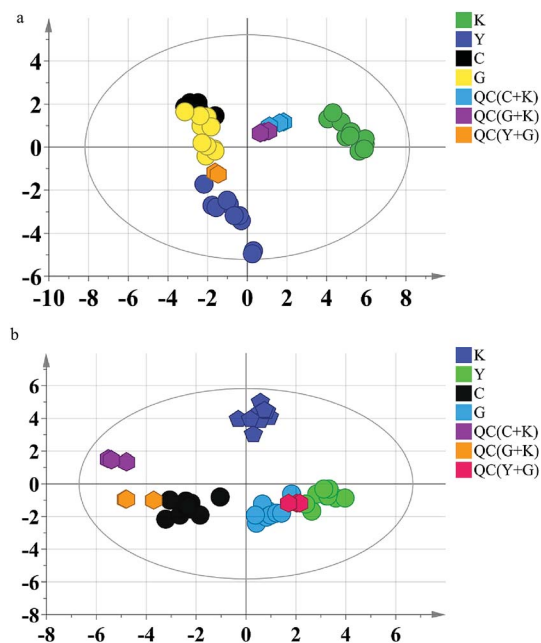 a
4
2
0
-2
-4
-6
-10 -8 -6 -4 -2 0 2 4 6 8
K
Y
C
G
QC(C+K)
QC(G+K)
QC(Y+G)
b
6
4
2
0
-2
-4
-6
-8
-8 -6 -4 -2 0 2 4 6
K
Y
C
G
QC(C+K)
QC(G+K)
QC(Y+G)